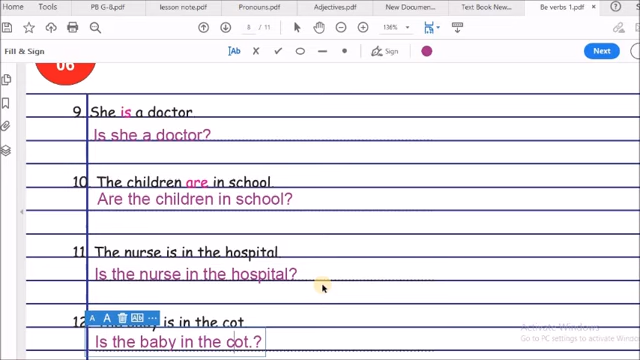 Home Tools PB G-8.pdf lesson note.pdf Pronouns.pdf Adjectives.pdf New Documen... Text Book New... Be verbs 1.pdf ×
8 / 11 136%
Fill & Sign Ab Sign Next
06
9. She is a doctor
Is she a doctor?
10. The children are in school.
Are the children in school?
11. The nurse is in the hospital
Is the nurse in the hospital?
A A Ab ...
12. baby is in the cot.
Is the baby in the cot.?
Activate Windows
Go to PC settings to activate Windows